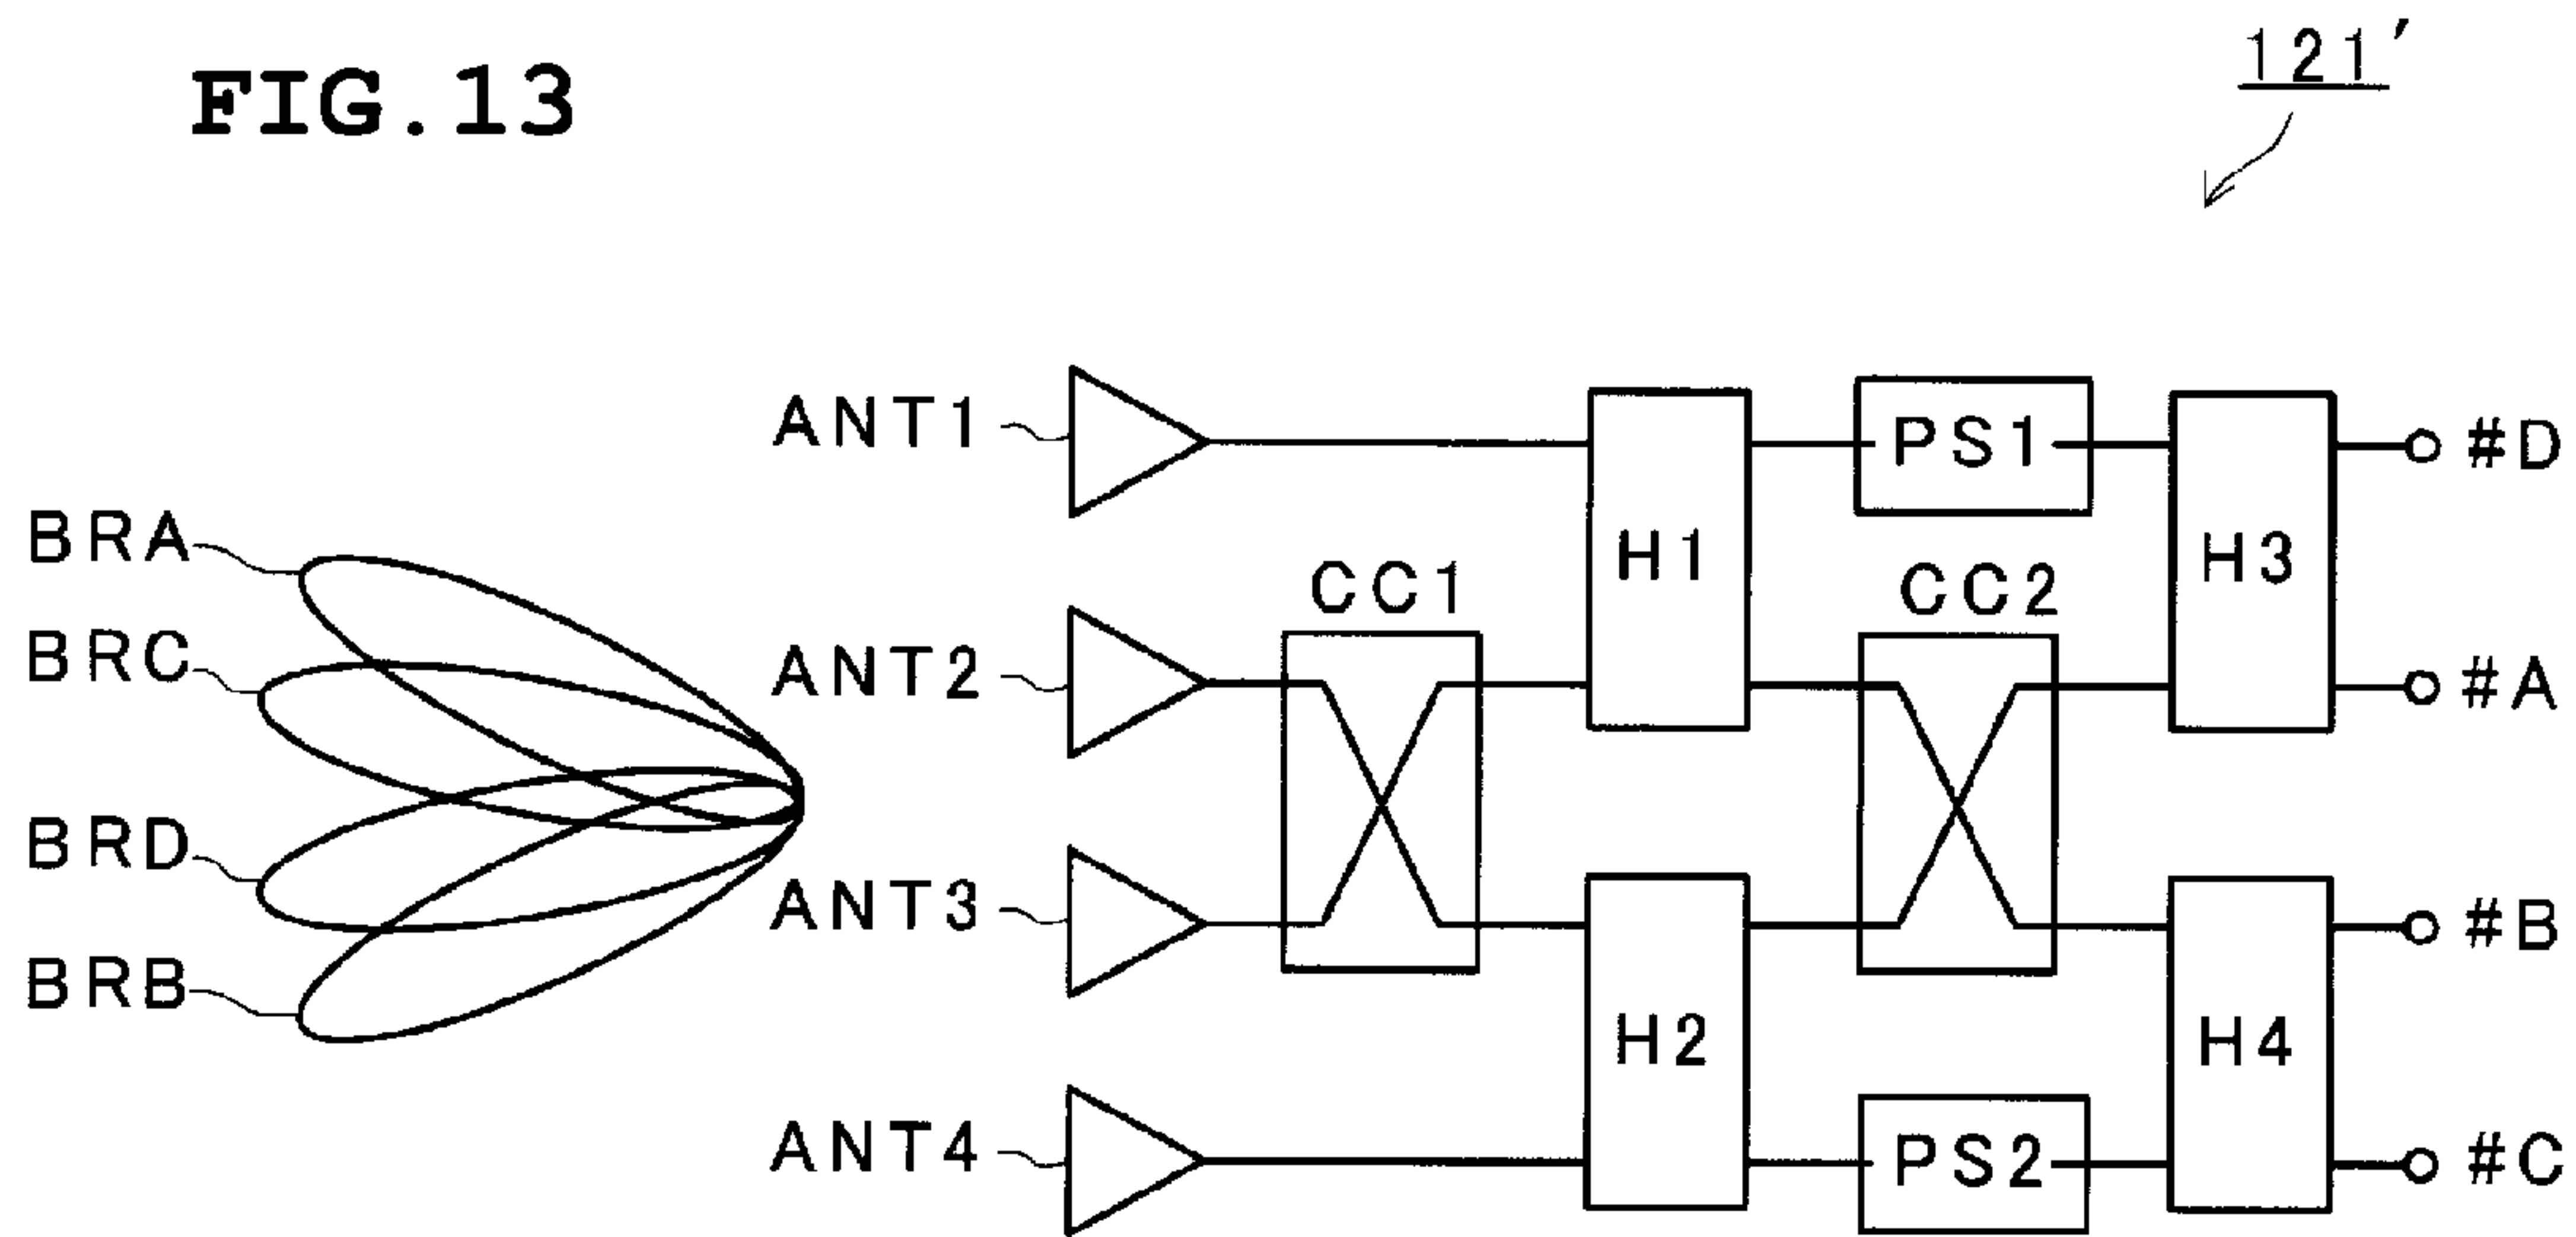 FIG.13
121'
ANT1
PS1
#D
BRA
H1
H3
CC1
CC2
BRC
ANT2
#A
BRD
ANT3
#B
BRB
H2
H4
ANT4
PS2
#C